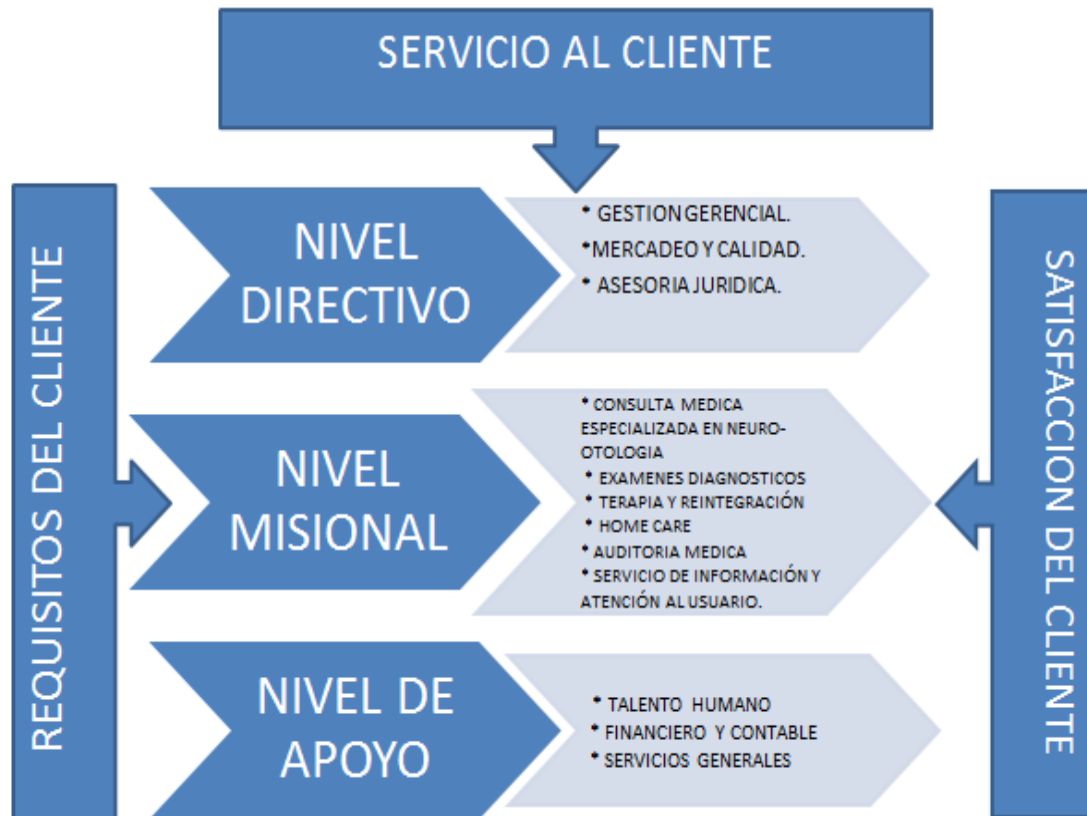 SERVICIO AL CLIENTE
REQUISITOS DEL CLIENTE
NIVEL
DIRECTIVO
* GESTION GERENCIAL.
*MERCADEO Y CALIDAD.
* ASESORIA JURIDICA.
NIVEL
MISIONAL
* CONSULTA MEDICA
ESPECIALIZADA EN NEURO-
OTOLOGIA
* EXAMENES DIAGNOSTICOS
* TERAPIA Y REINTEGRACIÓN
* HOME CARE
* AUDITORIA MEDICA
* SERVICIO DE INFORMACIÓN Y
ATENCIÓN AL USUARIO.
NIVEL DE
APOYO
* TALENTO HUMANO
* FINANCIERO Y CONTABLE
* SERVICIOS GENERALES
SATISFACCION DEL CLIENTE